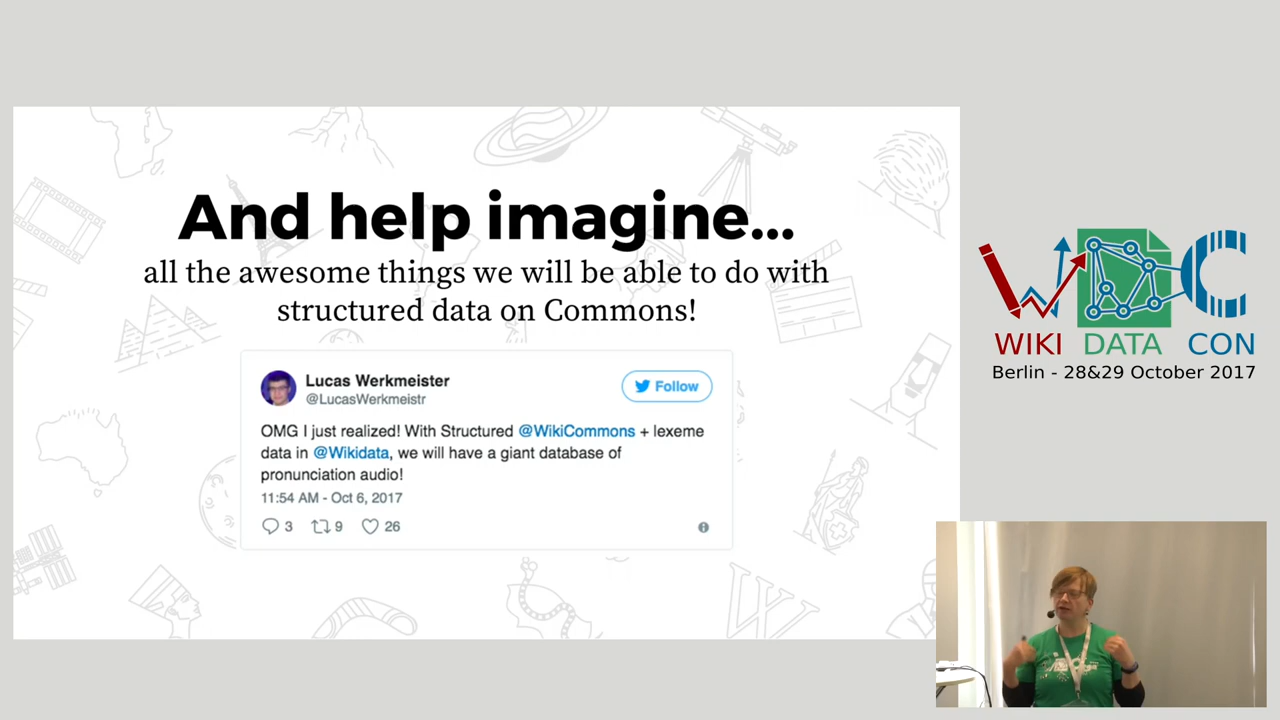 And help imagine...
all the awesome things we will be able to do with
structured data on Commons!
Lucas Werkmeister
@LucasWerkmeistr
Follow
OMG I just realized! With Structured @WikiCommons + lexeme
data in @Wikidata, we will have a giant database of
pronunciation audio!
11:54 AM - Oct 6, 2017
3 9 26
WIKI DATA CON
Berlin - 28&29 October 2017